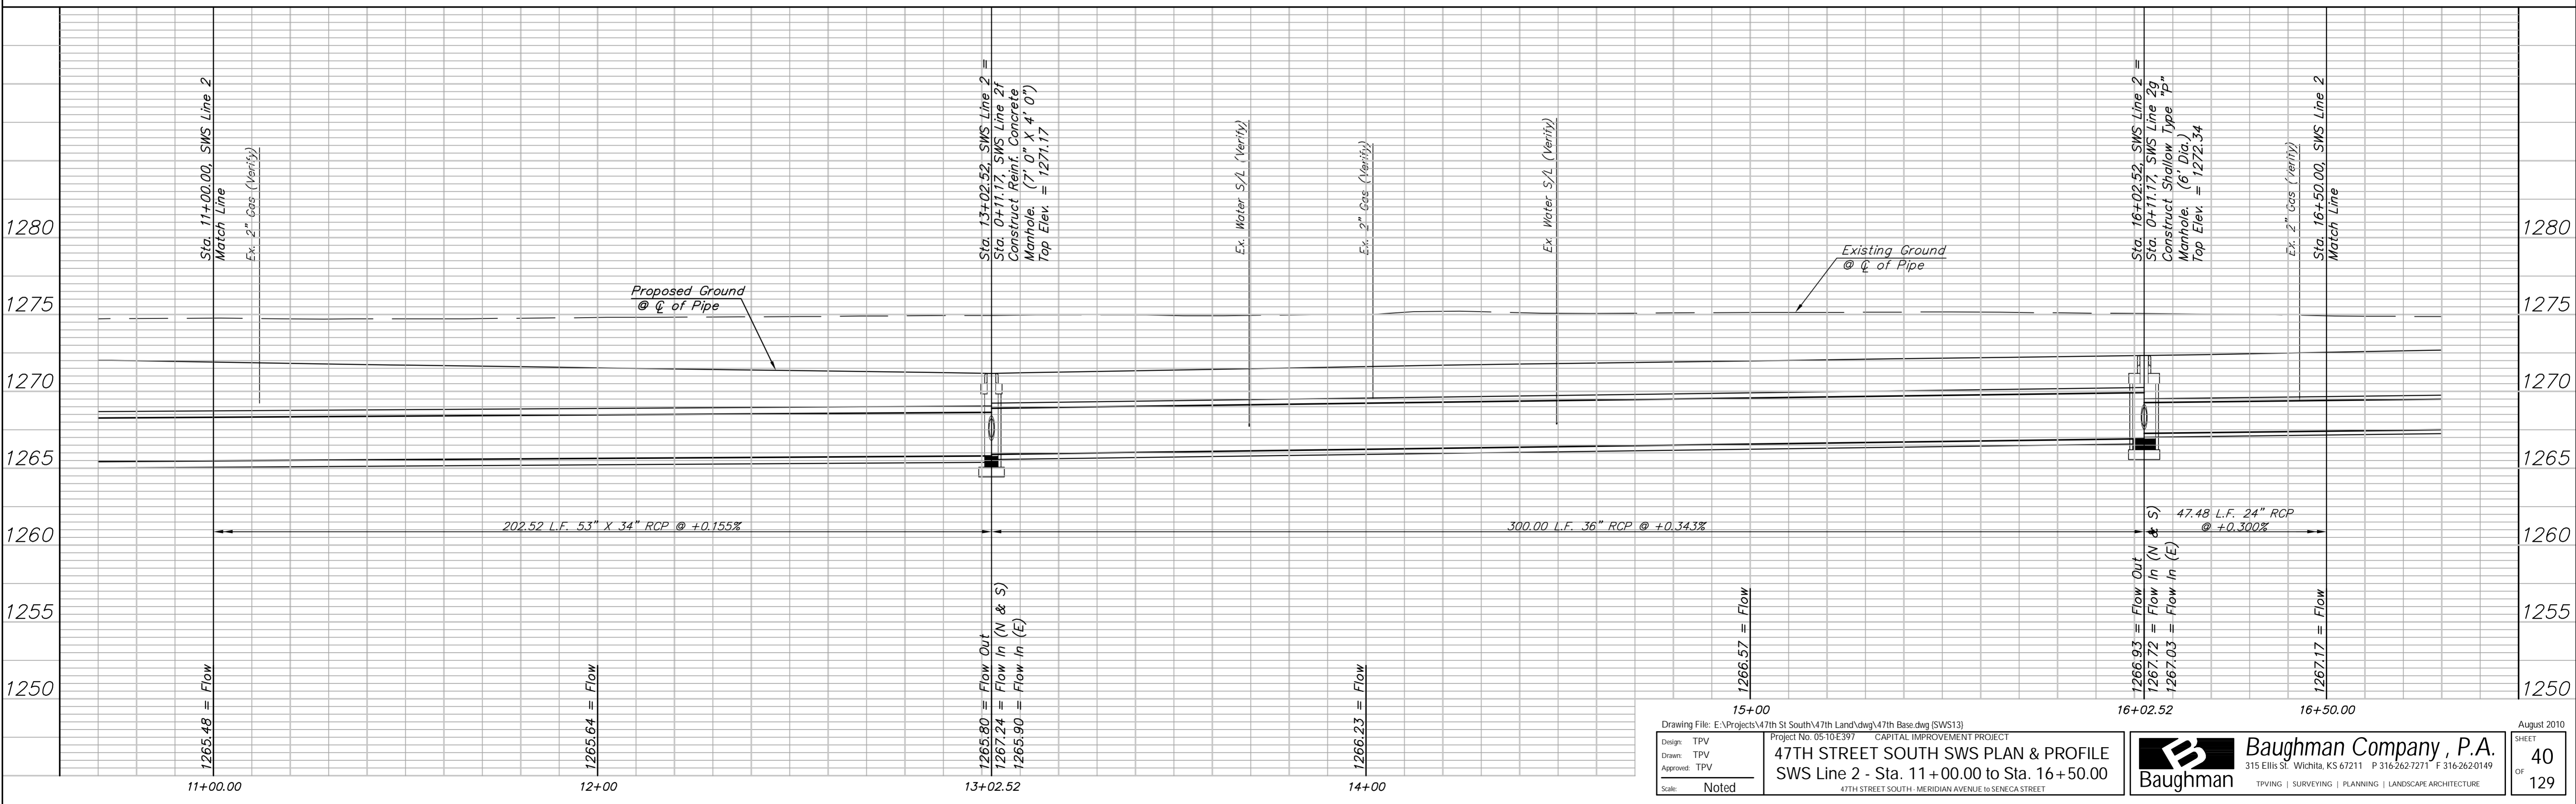 Sta. 11+00.00, SWS Line 2
Match Line
Ex. 2" Gas (Verify)
Sta. 13+02.52, SWS Line 2 =
Sta. 0+11.17, SWS Line 2f
Construct Reinf. Concrete
Manhole. (7' 0" X 4' 0")
Top Elev. = 1271.17
Ex. Water S/L (Verify)
Ex. 2" Gas (Verify)
Ex. Water S/L (Verify)
Sta. 16+02.52, SWS Line 2 =
Sta. 0+11.17, SWS Line 2g
Construct Shallow Type "P"
Manhole. (6' Dia.)
Top Elev. = 1272.34
Ex. 2" Gas (Verify)
Sta. 16+50.00, SWS Line 2
Match Line
1280
1280
Existing Ground
@ ℄ of Pipe
Proposed Ground
@ ℄ of Pipe
1275
1275
1270
1270
1265
1265
202.52 L.F. 53" X 34" RCP @ +0.155%
300.00 L.F. 36" RCP @ +0.343%
47.48 L.F. 24" RCP
@ +0.300%
1260
1260
1255
1255
1250
1250
1265.48 = Flow
1265.64 = Flow
1265.80 = Flow Out
1267.24 = Flow In (N & S)
1265.90 = Flow In (E)
1266.23 = Flow
1266.57 = Flow
1266.93 = Flow Out
1267.72 = Flow In (N & S)
1267.03 = Flow In (E)
1267.17 = Flow
11+00.00
12+00
13+02.52
14+00
15+00
16+02.52
16+50.00
Drawing File: E:\Projects\47th St South\47th Land\dwg\47th Base.dwg (SWS13)
August 2010
Design: TPV
Drawn: TPV
Approved: TPV
Scale: Noted
Project No. 05-10-E397 CAPITAL IMPROVEMENT PROJECT
47TH STREET SOUTH SWS PLAN & PROFILE
SWS Line 2 - Sta. 11+00.00 to Sta. 16+50.00
47TH STREET SOUTH - MERIDIAN AVENUE to SENECA STREET
Baughman
Baughman Company, P.A.
315 Ellis St. Wichita, KS 67211 P 316-262-7271 F 316-262-0149
TPVING | SURVEYING | PLANNING | LANDSCAPE ARCHITECTURE
SHEET
40
OF
129